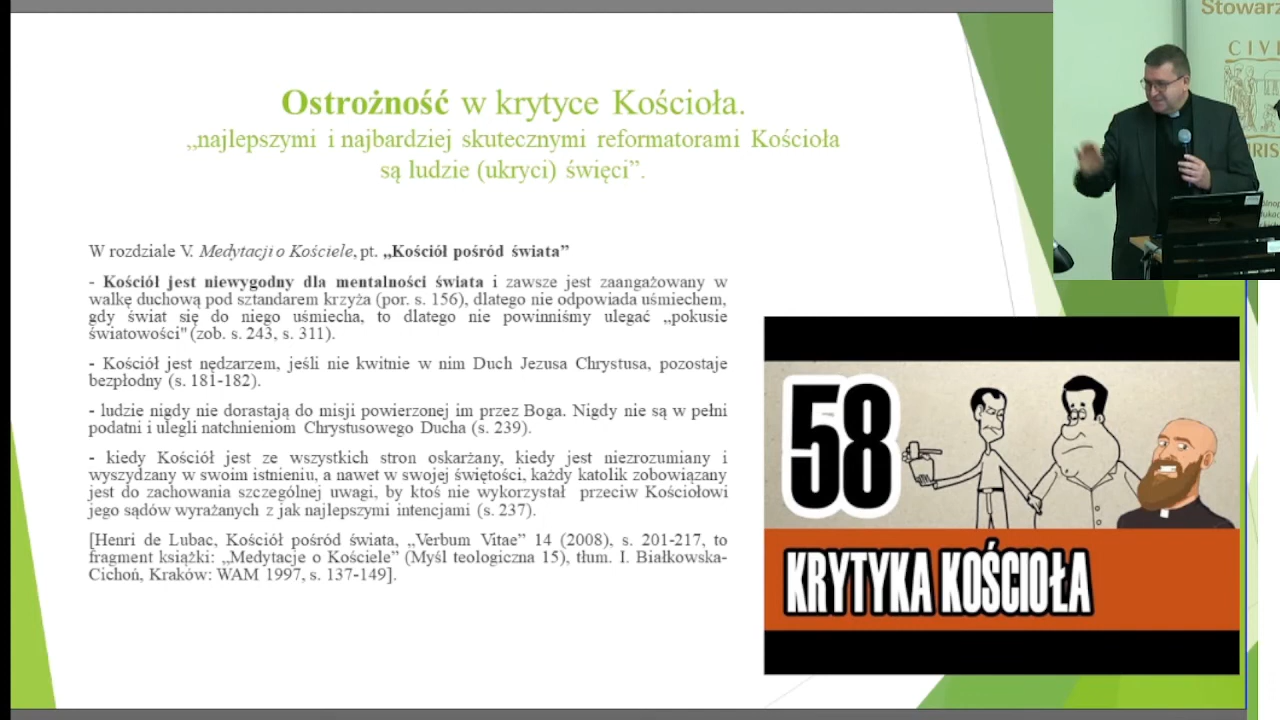 Ostrożność w krytyce Kościoła.
„najlepszymi i najbardziej skutecznymi reformatorami Kościoła
są ludzie (ukryci) święci”.
W rozdziale V. Medytacji o Kościele, pt. „Kościół pośród świata”
- Kościół jest niewygodny dla mentalności świata i zawsze jest zaangażowany w
walkę duchową pod sztandarem krzyża (por. s. 156), dlatego nie odpowiada uśmiechem,
gdy świat się do niego uśmiecha, to dlatego nie powinniśmy ulegać „pokusie
światowości" (zob. s. 243, s. 311).
- Kościół jest nędzarzem, jeśli nie kwitnie w nim Duch Jezusa Chrystusa, pozostaje
bezpłodny (s. 181-182).
- ludzie nigdy nie dorastają do misji powierzonej im przez Boga. Nigdy nie są w pełni
podatni i ulegli natchnieniom Chrystusowego Ducha (s. 239).
- kiedy Kościół jest ze wszystkich stron oskarżany, kiedy jest niezrozumiany i
wyszydzany w swoim istnieniu, a nawet w swojej świętości, każdy katolik zobowiązany
jest do zachowania szczególnej uwagi, by ktoś nie wykorzystał przeciw Kościołowi
jego sądów wyrażanych z jak najlepszymi intencjami (s. 237).
[Henri de Lubac, Kościół pośród świata, „Verbum Vitae” 14 (2008), s. 201-217, to
fragment książki: „Medytacje o Kościele” (Myśl teologiczna 15), tłum. I. Białkowska-
Cichoń, Kraków: WAM 1997, s. 137-149].
58
KRYTYKA KOŚCIOŁA
Stowarz
CIVI
RIS